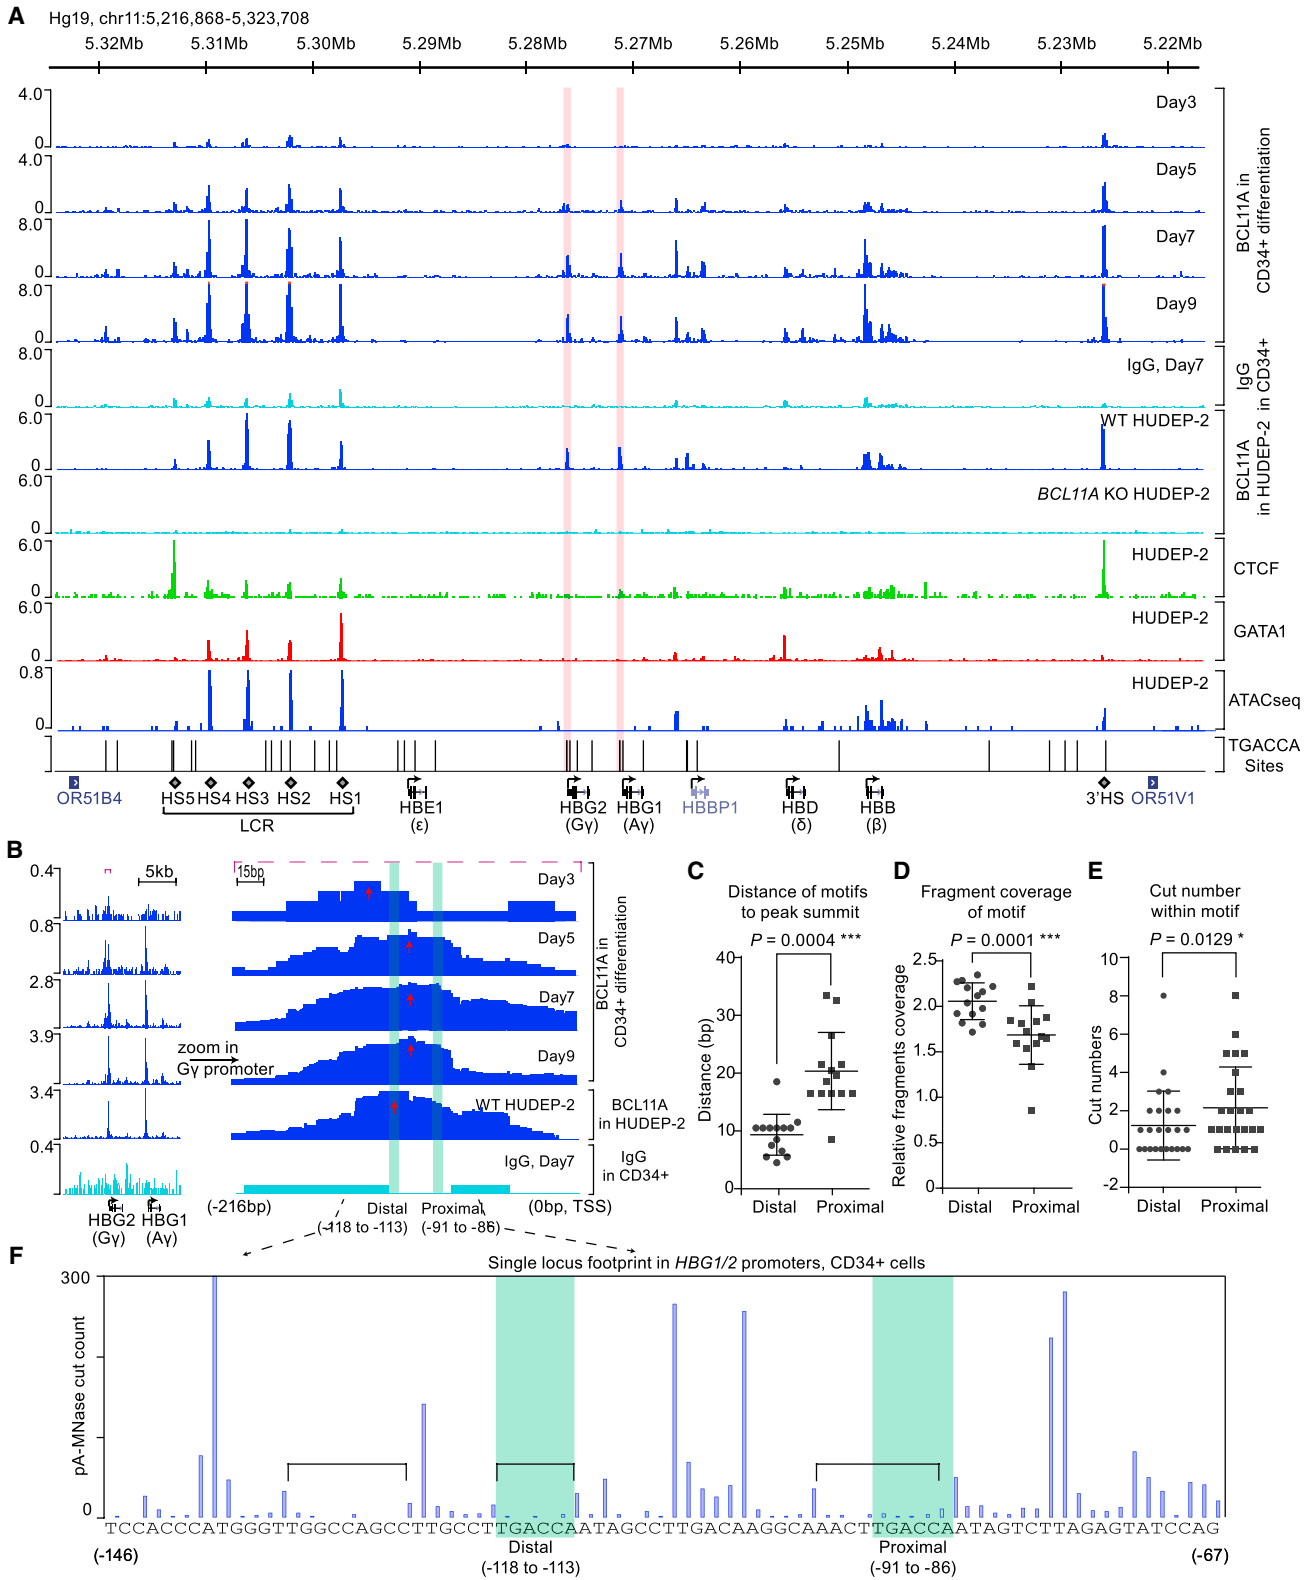 A
Hg19, chr11:5,216,868-5,323,708
5.32Mb 5.31Mb 5.30Mb 5.29Mb 5.28Mb 5.27Mb 5.26Mb 5.25Mb 5.24Mb 5.23Mb 5.22Mb
4.0
0
Day3
4.0
0
Day5
8.0
0
Day7
8.0
0
Day9
BCL11A in
CD34+ differentiation
8.0
0
IgG, Day7
IgG
in CD34+
6.0
0
WT HUDEP-2
6.0
0
BCL11A KO HUDEP-2
BCL11A
in HUDEP-2
6.0
0
HUDEP-2
CTCF
6.0
0
HUDEP-2
GATA1
0.8
0
HUDEP-2
ATACseq
TGACCA
Sites
OR51B4 HS5 HS4 HS3 HS2 HS1 HBE1 HBG2 HBG1 HBBP1 HBD HBB 3'HS OR51V1
LCR (ε) (Gγ) (Aγ) (δ) (β)
B
0.4
5kb
15bp
Day3
0.8
Day5
2.8
Day7
3.9
Day9
zoom in
Gγ promoter
BCL11A in
CD34+ differentiation
3.4
WT HUDEP-2
BCL11A
in HUDEP-2
0.4
IgG, Day7
IgG
in CD34+
HBG2 HBG1
(Gγ) (Aγ)
(-216bp) Distal Proximal (0bp, TSS)
(-118 to -113) (-91 to -86)
C
Distance of motifs
to peak summit
P = 0.0004 ***
Distance (bp)
40
30
20
10
0
Distal Proximal
D
Fragment coverage
of motif
P = 0.0001 ***
Relative fragments coverage
2.5
2.0
1.5
1.0
0.5
0
Distal Proximal
E
Cut number
within motif
P = 0.0129 *
Cut numbers
10
8
6
4
2
0
-2
Distal Proximal
F
Single locus footprint in HBG1/2 promoters, CD34+ cells
pA-MNase cut count
300
0
TCCACCCATGGGTTGGCCAGCCTTGCCTTGACCAATAGCCTTGACAAGGCAAACTTGACCAATAGTCTTAGAGTATCCAG
(-146) Distal Proximal (-67)
(-118 to -113) (-91 to -86)